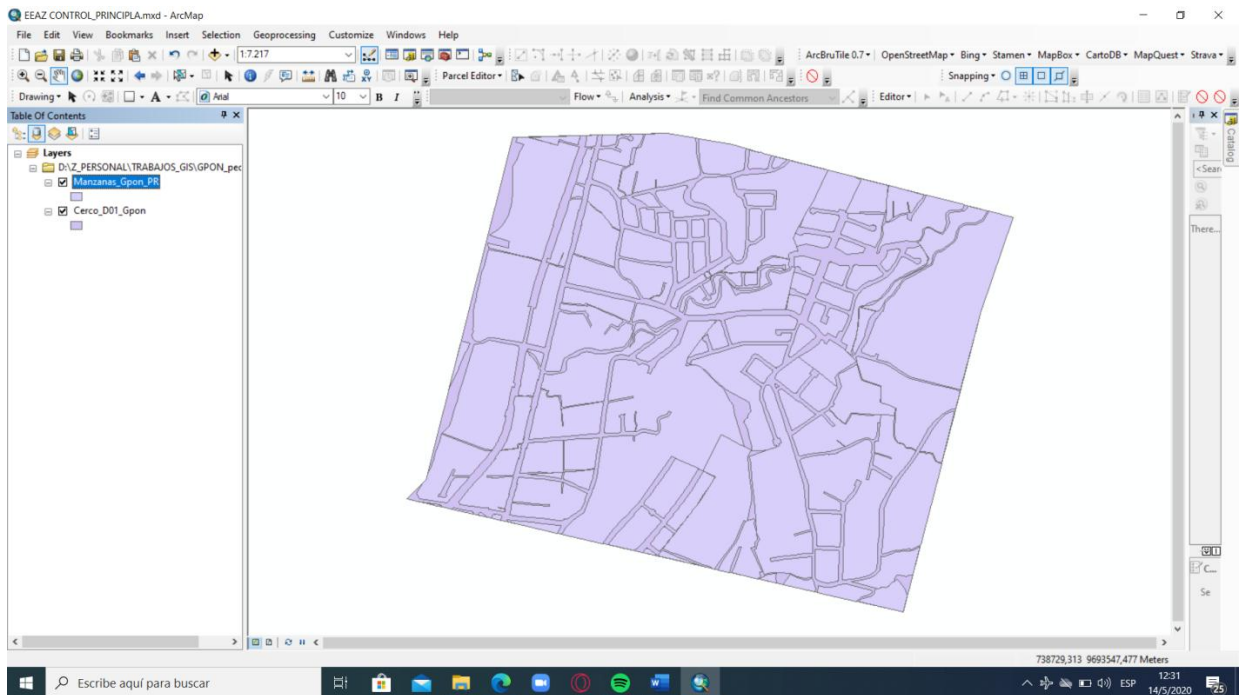 EEAZ CONTROL_PRINCIPLA.mxd - ArcMap
File Edit View Bookmarks Insert Selection Geoprocessing Customize Windows Help
1:7.217
ArcBruTile 0.7 OpenStreetMap Bing Stamen MapBox CartoDB MapQuest Strava
Parcel Editor Snapping
Drawing A Arial 10 B I Flow Analysis Find Common Ancestors Editor
Table Of Contents
Catalog
Layers
D:\Z_PERSONAL\TRABAJOS_GIS\GPON_pec
<Sear
Manzanas_Gpon_PR
Cerco_D01_Gpon
There...
C...
Se
738729,313 9693547,477 Meters
Escribe aquí para buscar
ESP
12:31
14/5/2020
25